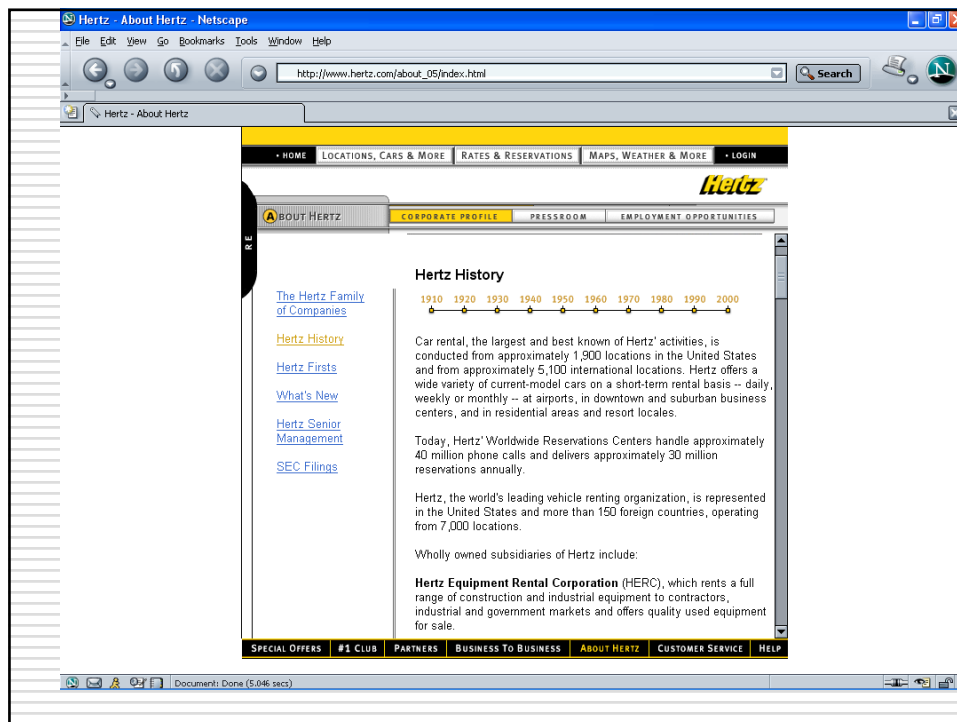 Hertz - About Hertz - Netscape
File Edit View Go Bookmarks Tools Window Help
http://www.hertz.com/about_05/index.html
Search
Hertz - About Hertz
• HOME LOCATIONS, CARS & MORE RATES & RESERVATIONS MAPS, WEATHER & MORE • LOGIN
Hertz
ABOUT HERTZ CORPORATE PROFILE PRESSROOM EMPLOYMENT OPPORTUNITIES
RE
The Hertz Family
of Companies
Hertz History
Hertz Firsts
What's New
Hertz Senior
Management
SEC Filings
Hertz History
1910 1920 1930 1940 1950 1960 1970 1980 1990 2000
Car rental, the largest and best known of Hertz' activities, is
conducted from approximately 1,900 locations in the United States
and from approximately 5,100 international locations. Hertz offers a
wide variety of current-model cars on a short-term rental basis -- daily,
weekly or monthly -- at airports, in downtown and suburban business
centers, and in residential areas and resort locales.
Today, Hertz' Worldwide Reservations Centers handle approximately
40 million phone calls and delivers approximately 30 million
reservations annually.
Hertz, the world's leading vehicle renting organization, is represented
in the United States and more than 150 foreign countries, operating
from 7,000 locations.
Wholly owned subsidiaries of Hertz include:
Hertz Equipment Rental Corporation (HERC), which rents a full
range of construction and industrial equipment to contractors,
industrial and government markets and offers quality used equipment
for sale.
SPECIAL OFFERS #1 CLUB PARTNERS BUSINESS TO BUSINESS ABOUT HERTZ CUSTOMER SERVICE HELP
Document: Done (5.046 secs)